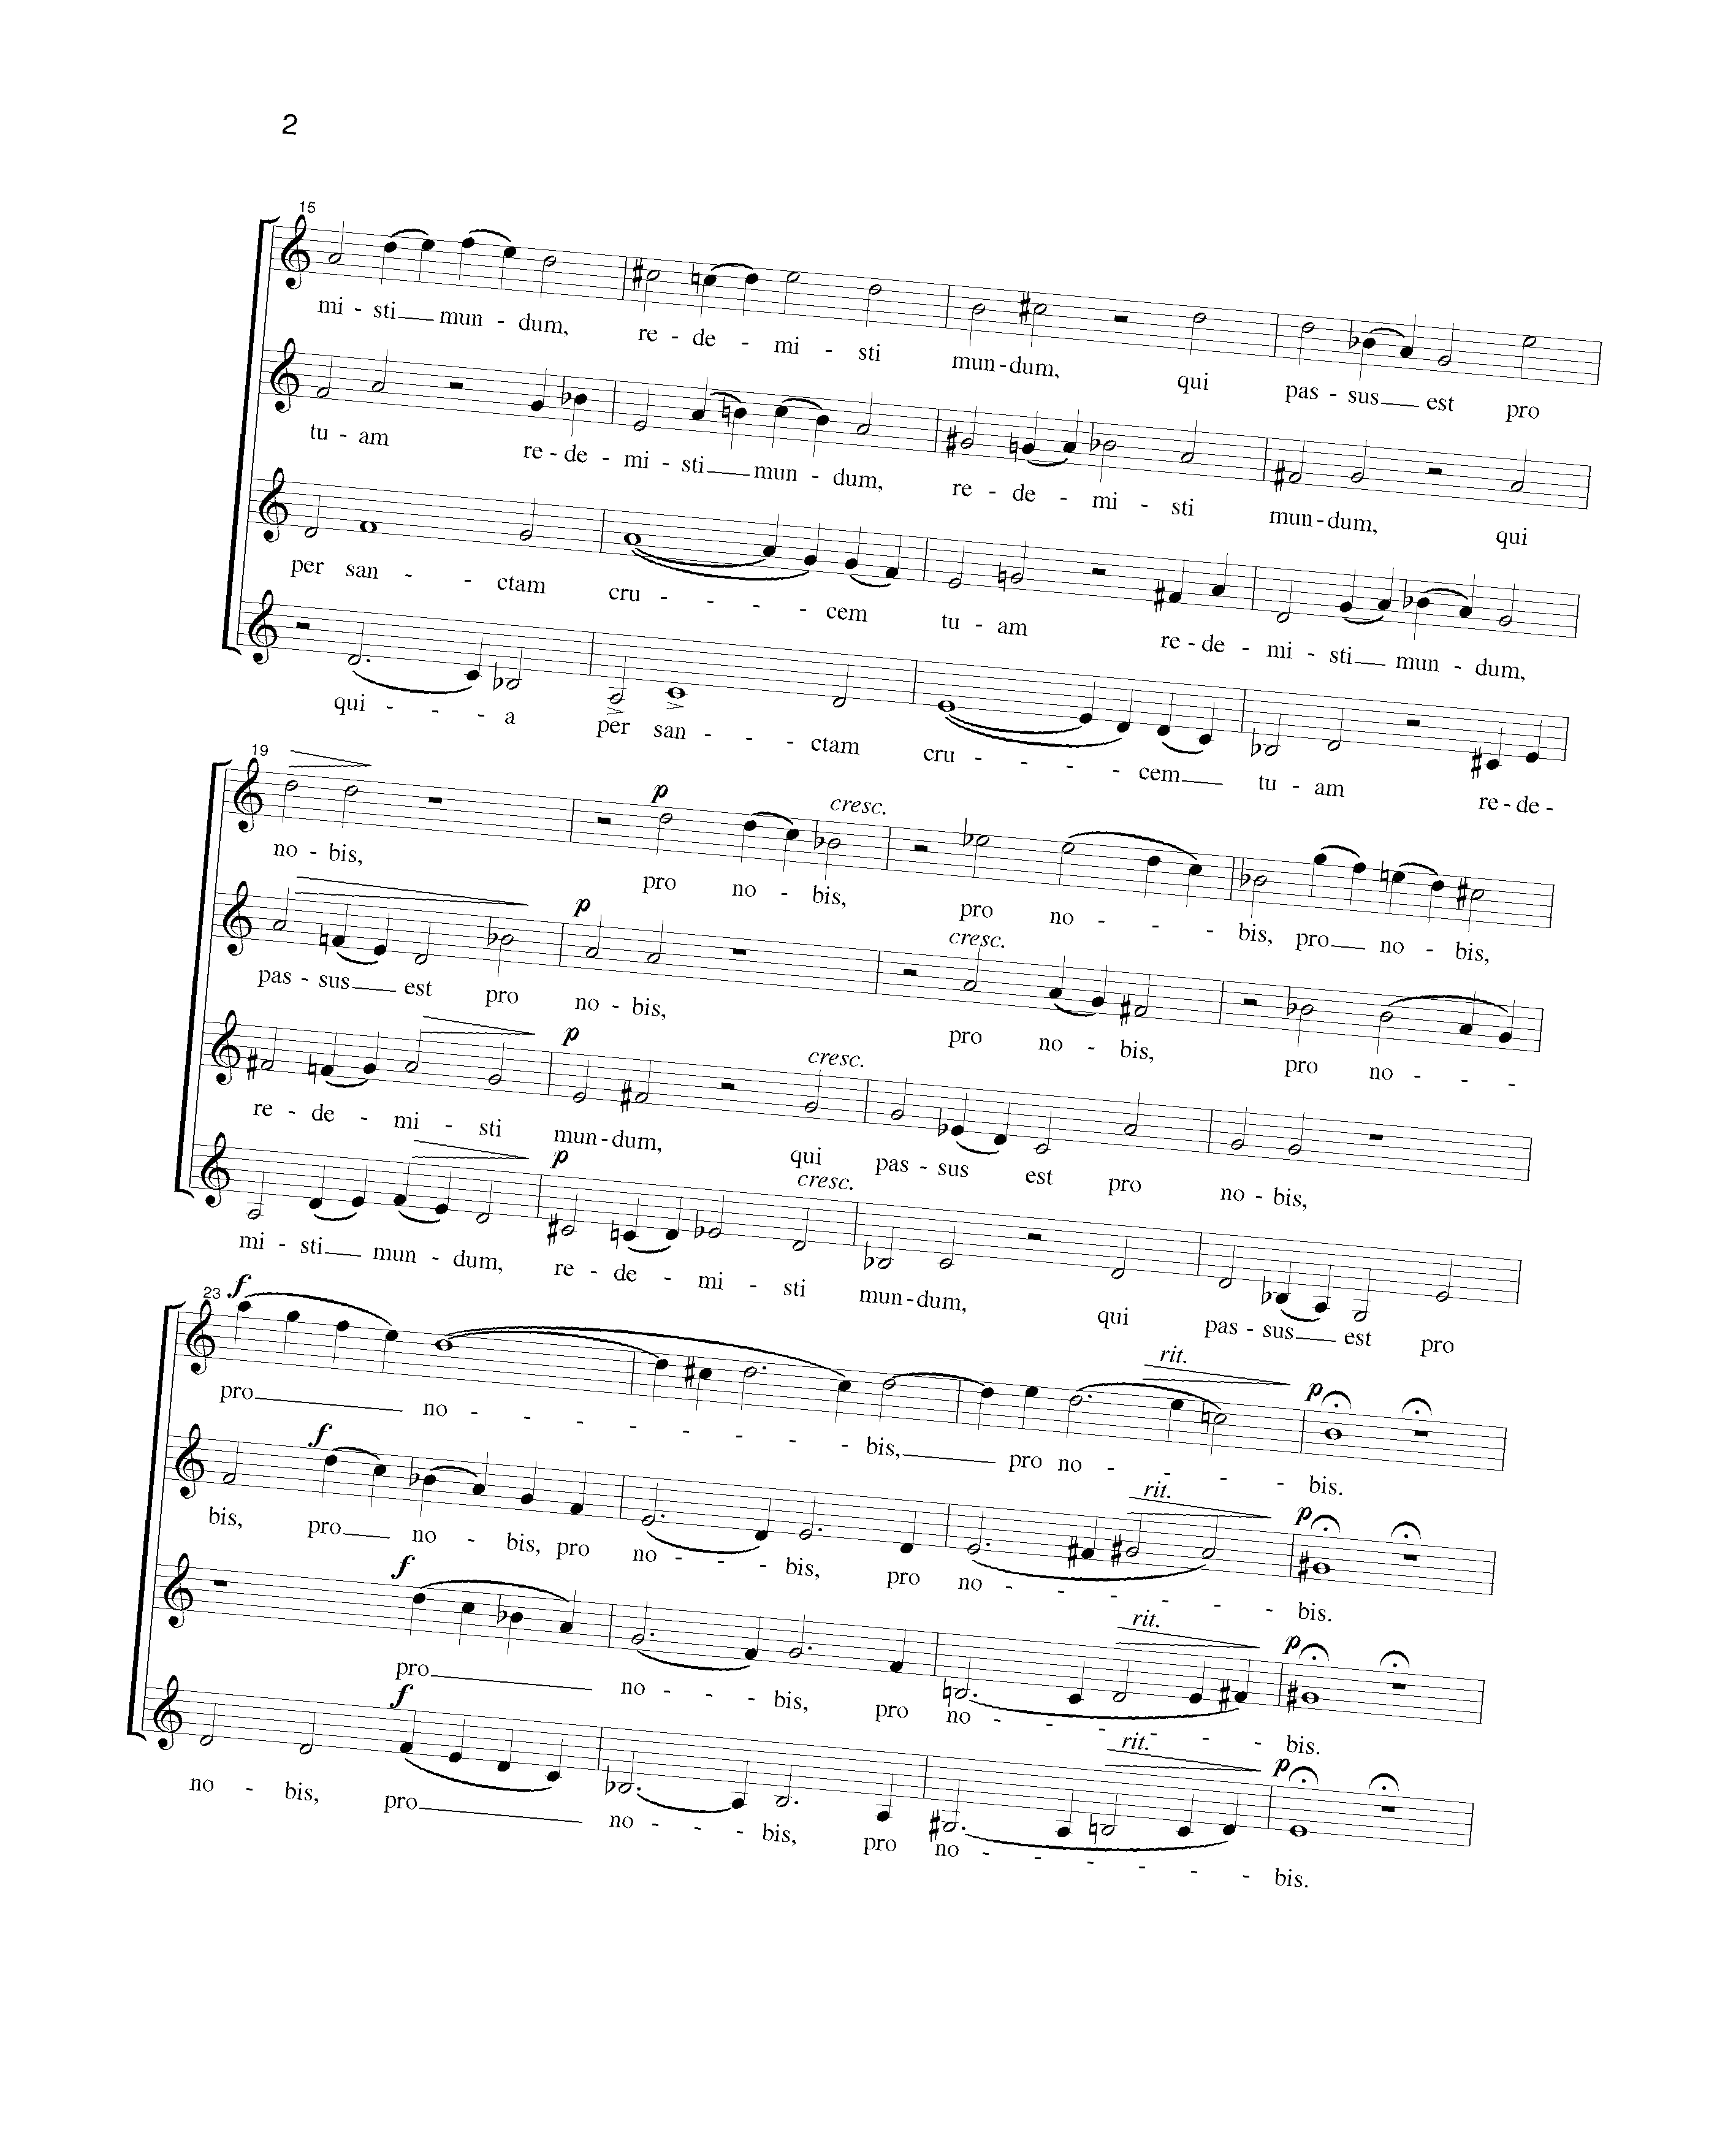 2
15
mi - sti mun - dum, re - de - mi - sti mun - dum, qui pas - sus est pro
tu - am re - de - mi - sti mun - dum, re - de - mi - sti mun - dum, qui
per san - - ctam cru - - - - cem tu - am re - de - mi - sti mun - dum,
qui - - - a per san - - - ctam cru - - - - cem tu - am re - de -
19
p cresc.
no - bis, pro no - bis, pro no - - - bis, pro no - bis,
p cresc.
pas - sus est pro no - bis, pro no - bis, pro no - - -
p cresc.
re - de - mi - sti mun - dum, qui pas - sus est pro no - bis,
p cresc.
mi - sti mun - dum, re - de - mi - sti mun - dum, qui pas - sus est pro
23
f rit. p
pro no - - - - - - - - bis, pro no - - - - bis.
f rit. p
bis, pro no - bis, pro no - - - bis, pro no - - - - - - bis.
f rit. p
pro no - - - bis, pro no - - - - - - bis.
f rit. p
no - bis, pro no - - - bis, pro no - - - - - - bis.